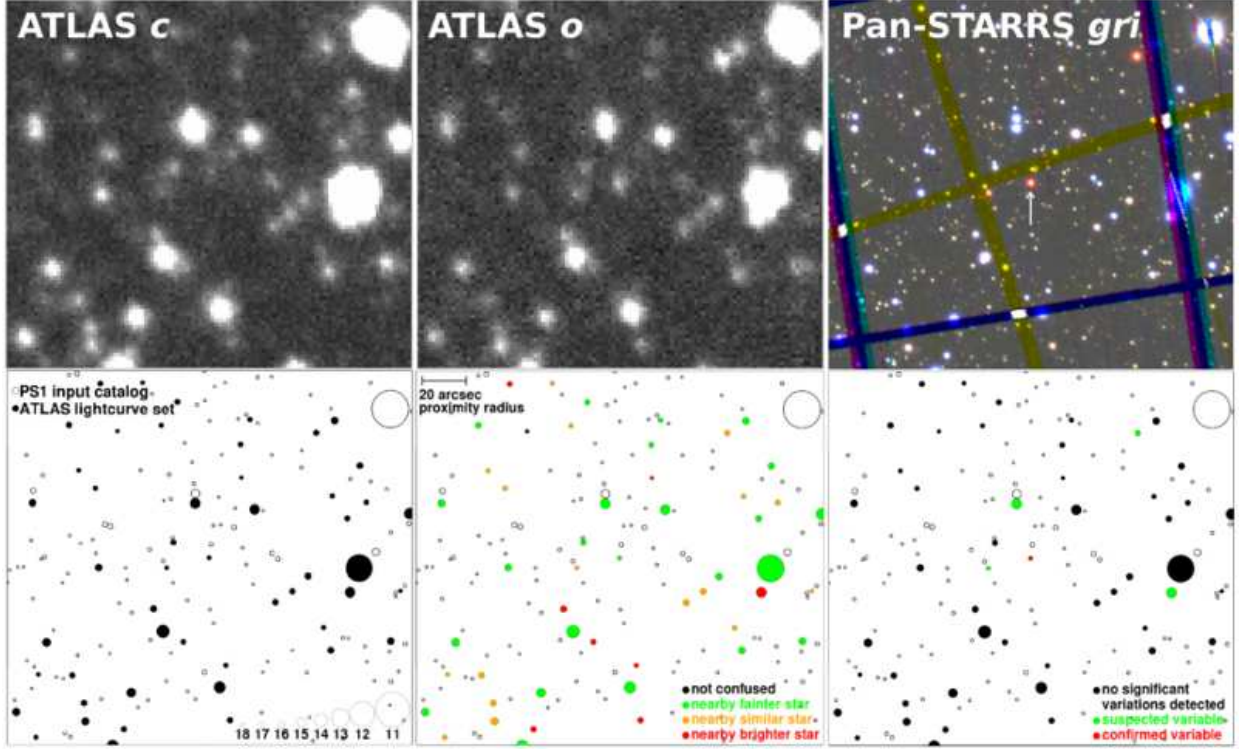 ATLAS c
ATLAS o
Pan-STARRS gri
PS1 input catalog
ATLAS lightcurve set
18 17 16 15 14 13 12 11
20 arcsec
proximity radius
not confused
nearby fainter star
nearby similar star
nearby brighter star
no significant
variations detected
suspected variable
confirmed variable